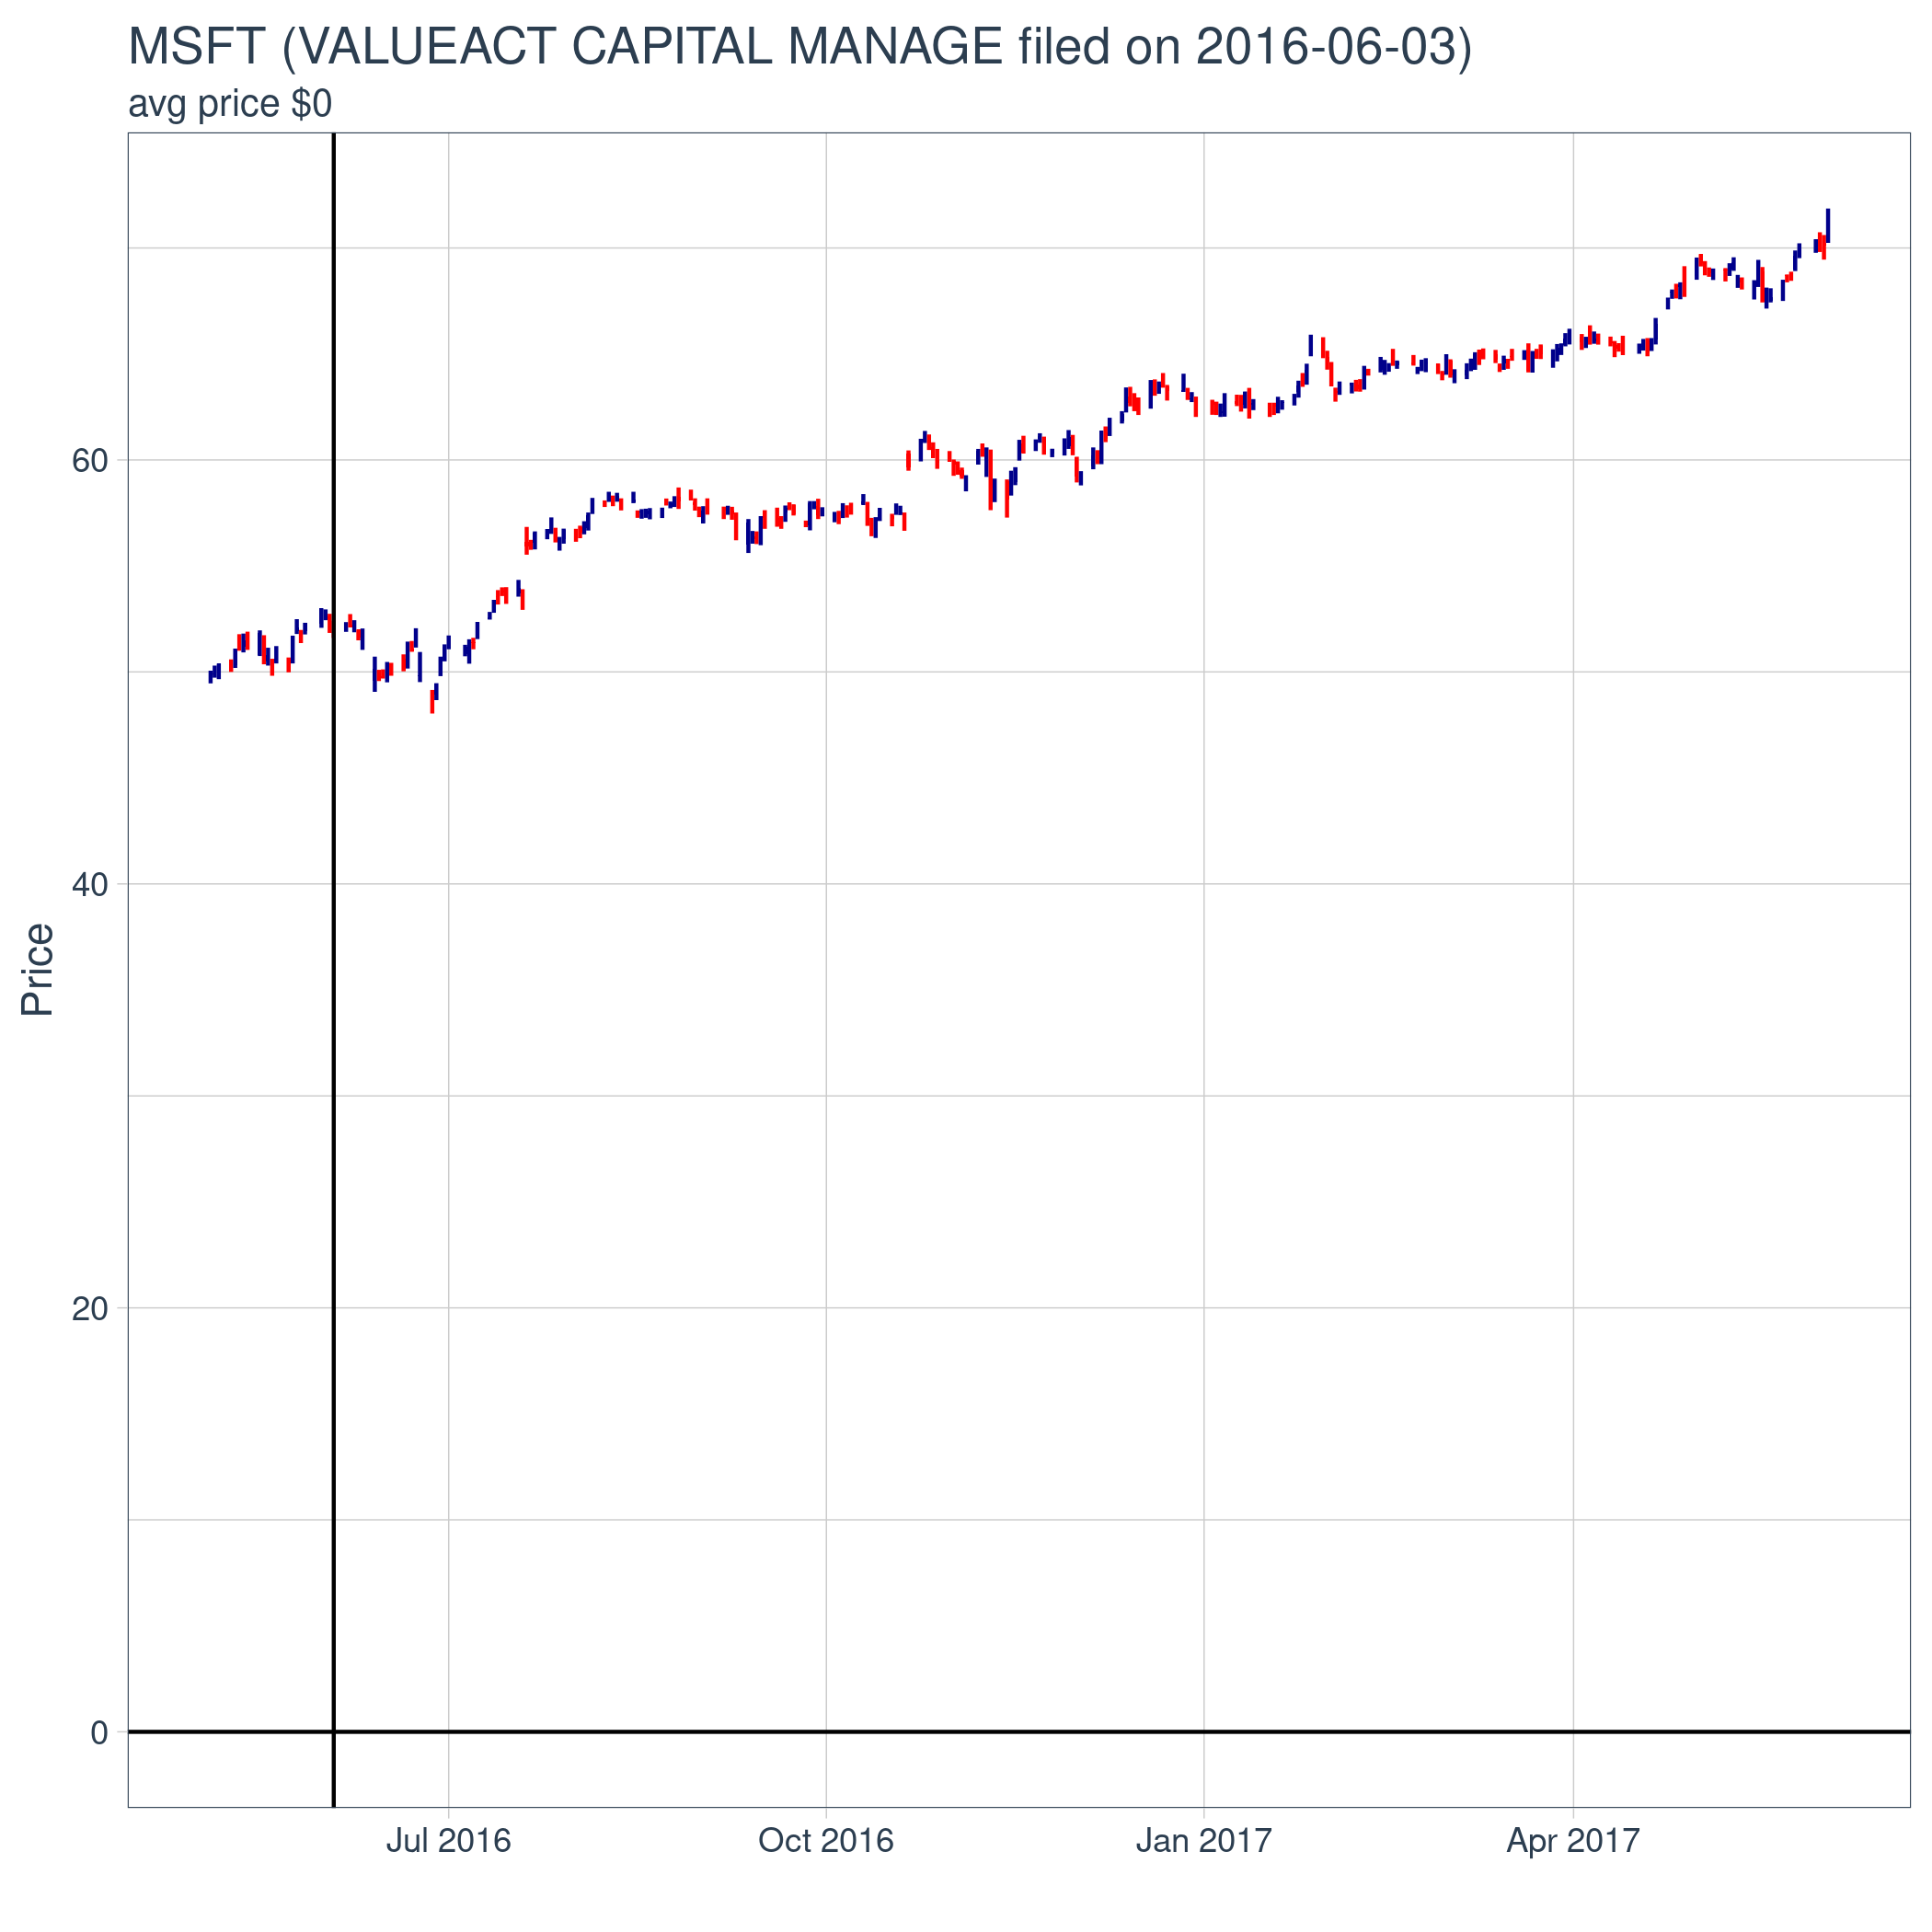 MSFT (VALUEACT CAPITAL MANAGE filed on 2016-06-03)
avg price $0
Price
60
40
20
0
Jul 2016
Oct 2016
Jan 2017
Apr 2017